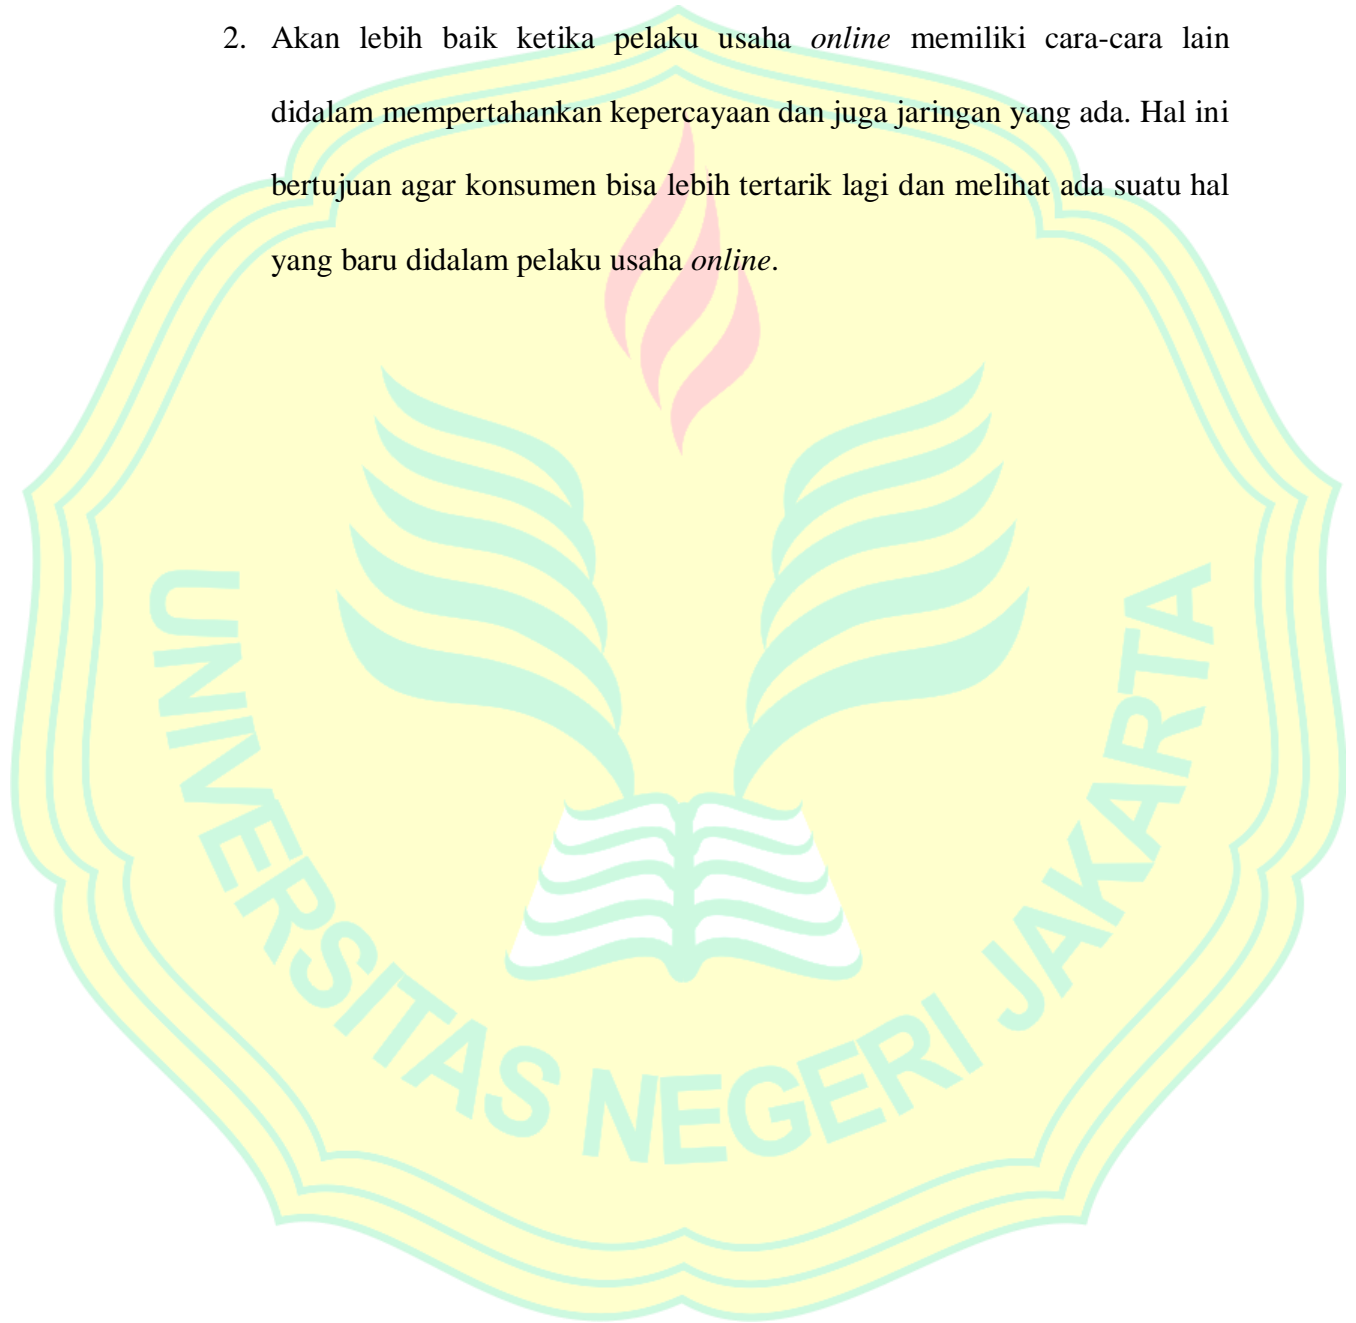 2. Akan lebih baik ketika pelaku usaha online memiliki cara-cara lain
didalam mempertahankan kepercayaan dan juga jaringan yang ada. Hal ini
bertujuan agar konsumen bisa lebih tertarik lagi dan melihat ada suatu hal
yang baru didalam pelaku usaha online.
UNIVERSITAS NEGERI JAKARTA